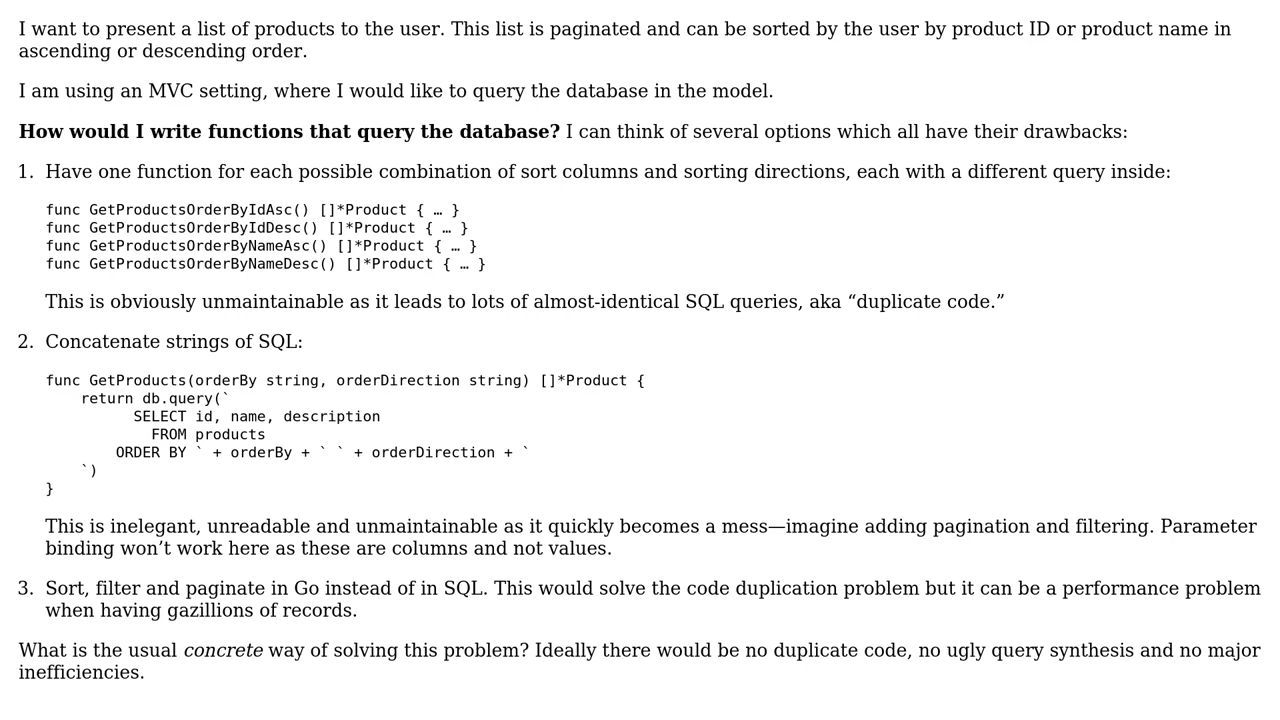 I want to present a list of products to the user. This list is paginated and can be sorted by the user by product ID or product name in
ascending or descending order.
I am using an MVC setting, where I would like to query the database in the model.
How would I write functions that query the database? I can think of several options which all have their drawbacks:
1. Have one function for each possible combination of sort columns and sorting directions, each with a different query inside:
func GetProductsOrderByIdAsc() []*Product { … }
func GetProductsOrderByIdDesc() []*Product { … }
func GetProductsOrderByNameAsc() []*Product { … }
func GetProductsOrderByNameDesc() []*Product { … }
This is obviously unmaintainable as it leads to lots of almost-identical SQL queries, aka “duplicate code.”
2. Concatenate strings of SQL:
func GetProducts(orderBy string, orderDirection string) []*Product {
    return db.query(`
          SELECT id, name, description
            FROM products
        ORDER BY ` + orderBy + ` ` + orderDirection + `
    `)
}
This is inelegant, unreadable and unmaintainable as it quickly becomes a mess—imagine adding pagination and filtering. Parameter
binding won’t work here as these are columns and not values.
3. Sort, filter and paginate in Go instead of in SQL. This would solve the code duplication problem but it can be a performance problem
when having gazillions of records.
What is the usual concrete way of solving this problem? Ideally there would be no duplicate code, no ugly query synthesis and no major
inefficiencies.